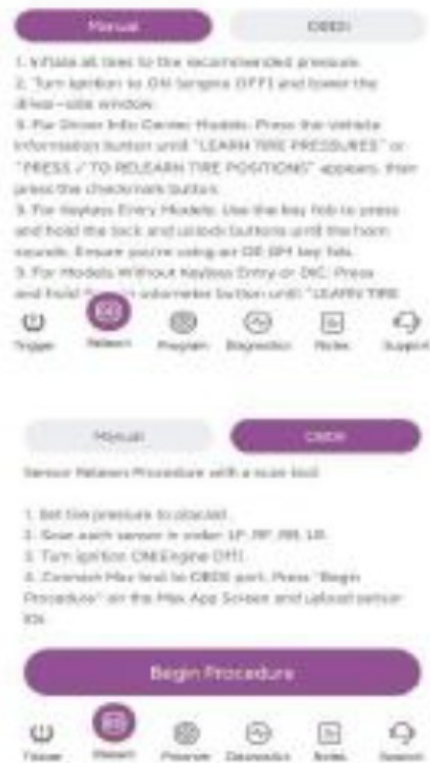 Manual OBDII
1. Inflate all tires to the recommended pressure.
2. Turn ignition to ON (engine OFF) and lower the
driver-side window.
3. For Driver Info Center Models: Press the vehicle
information button until "LEARN TIRE PRESSURES" or
"PRESS ✓ TO RELEARN TIRE POSITIONS" appears, then
press the checkmark button.
3. For Keyless Entry Models: Use the key fob to press
and hold the lock and unlock buttons until the horn
sounds. Ensure you're using an OE GM key fob.
3. For Models Without Keyless Entry or DIC: Press
and hold odometer button until "LEARN TIRE
Trigger Relearn Program Diagnostics Notes Support
Manual OBDII
Sensor Relearn Procedure with a scan tool
1. Set tire pressure to placard.
2. Scan each sensor in order: LF, RF, RR, LR.
3. Turn ignition ON(Engine Off).
4. Connect Max tool to OBDII port. Press "Begin
Procedure" on the Max App Screen and upload sensor
IDs.
Begin Procedure
Trigger Relearn Program Diagnostics Notes Support